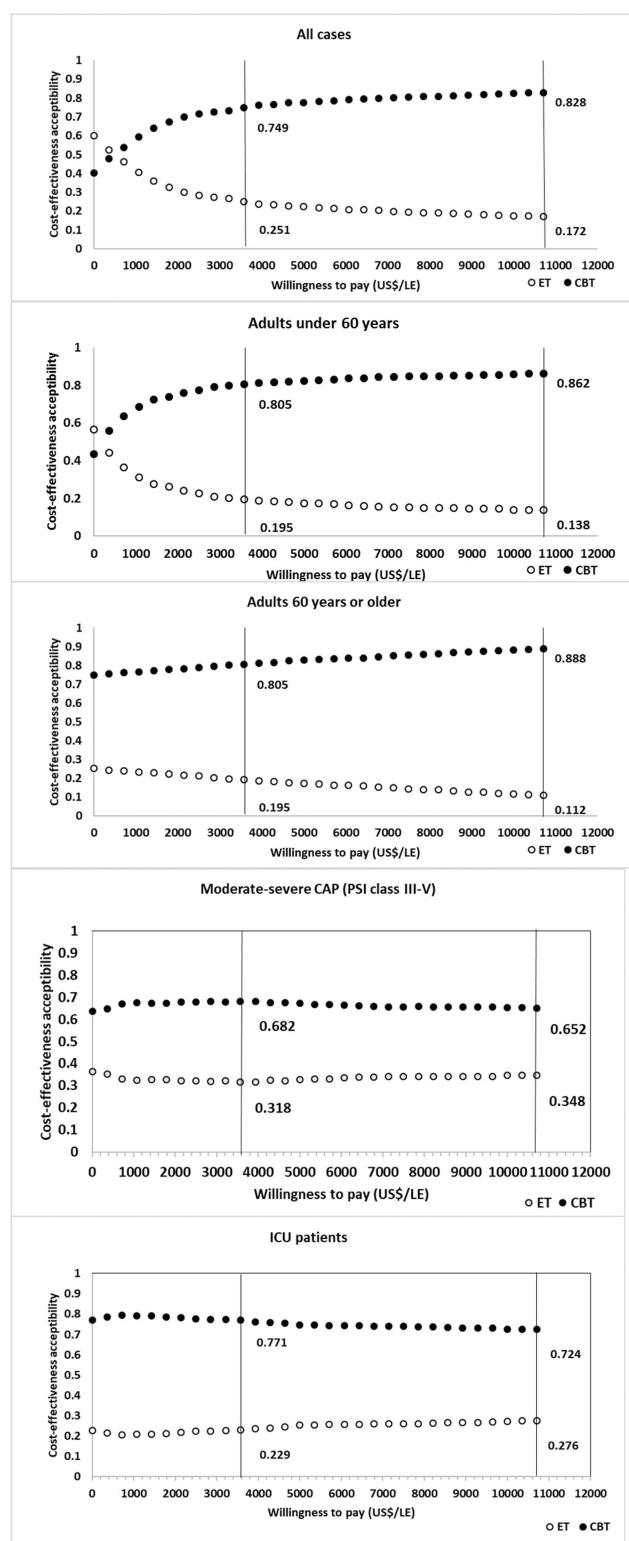 All cases
Cost-effectiveness acceptibility
1
0.9
0.8
0.7
0.6
0.5
0.4
0.3
0.2
0.1
0
0.749
0.828
0.251
0.172
0 1000 2000 3000 4000 5000 6000 7000 8000 9000 10000 11000 12000
Willingness to pay (US$/LE)
ET CBT
Adults under 60 years
Cost-effectiveness acceptibility
1
0.8
0.6
0.4
0.2
0
0.805
0.862
0.195
0.138
0 1000 2000 3000 4000 5000 6000 7000 8000 9000 10000 11000 12000
Willingness to pay (US$/LE)
ET CBT
Adults 60 years or older
Cost-effectiveness acceptibility
1
0.9
0.8
0.7
0.6
0.5
0.4
0.3
0.2
0.1
0
0.805
0.888
0.195
0.112
0 1000 2000 3000 4000 5000 6000 7000 8000 9000 10000 11000 12000
Willingness to pay (US$/LE)
ET CBT
Moderate-severe CAP (PSI class III-V)
Cost-effectiveness acceptibility
1
0.9
0.8
0.7
0.6
0.5
0.4
0.3
0.2
0.1
0
0.682
0.652
0.318
0.348
0 1000 2000 3000 4000 5000 6000 7000 8000 9000 10000 11000 12000
Willingness to pay (US$/LE)
ET CBT
ICU patients
Cost-effectiveness acceptibility
1
0.9
0.8
0.7
0.6
0.5
0.4
0.3
0.2
0.1
0
0.771
0.724
0.229
0.276
0 1000 2000 3000 4000 5000 6000 7000 8000 9000 10000 11000 12000
Willingness to pay (US$/LE)
ET CBT